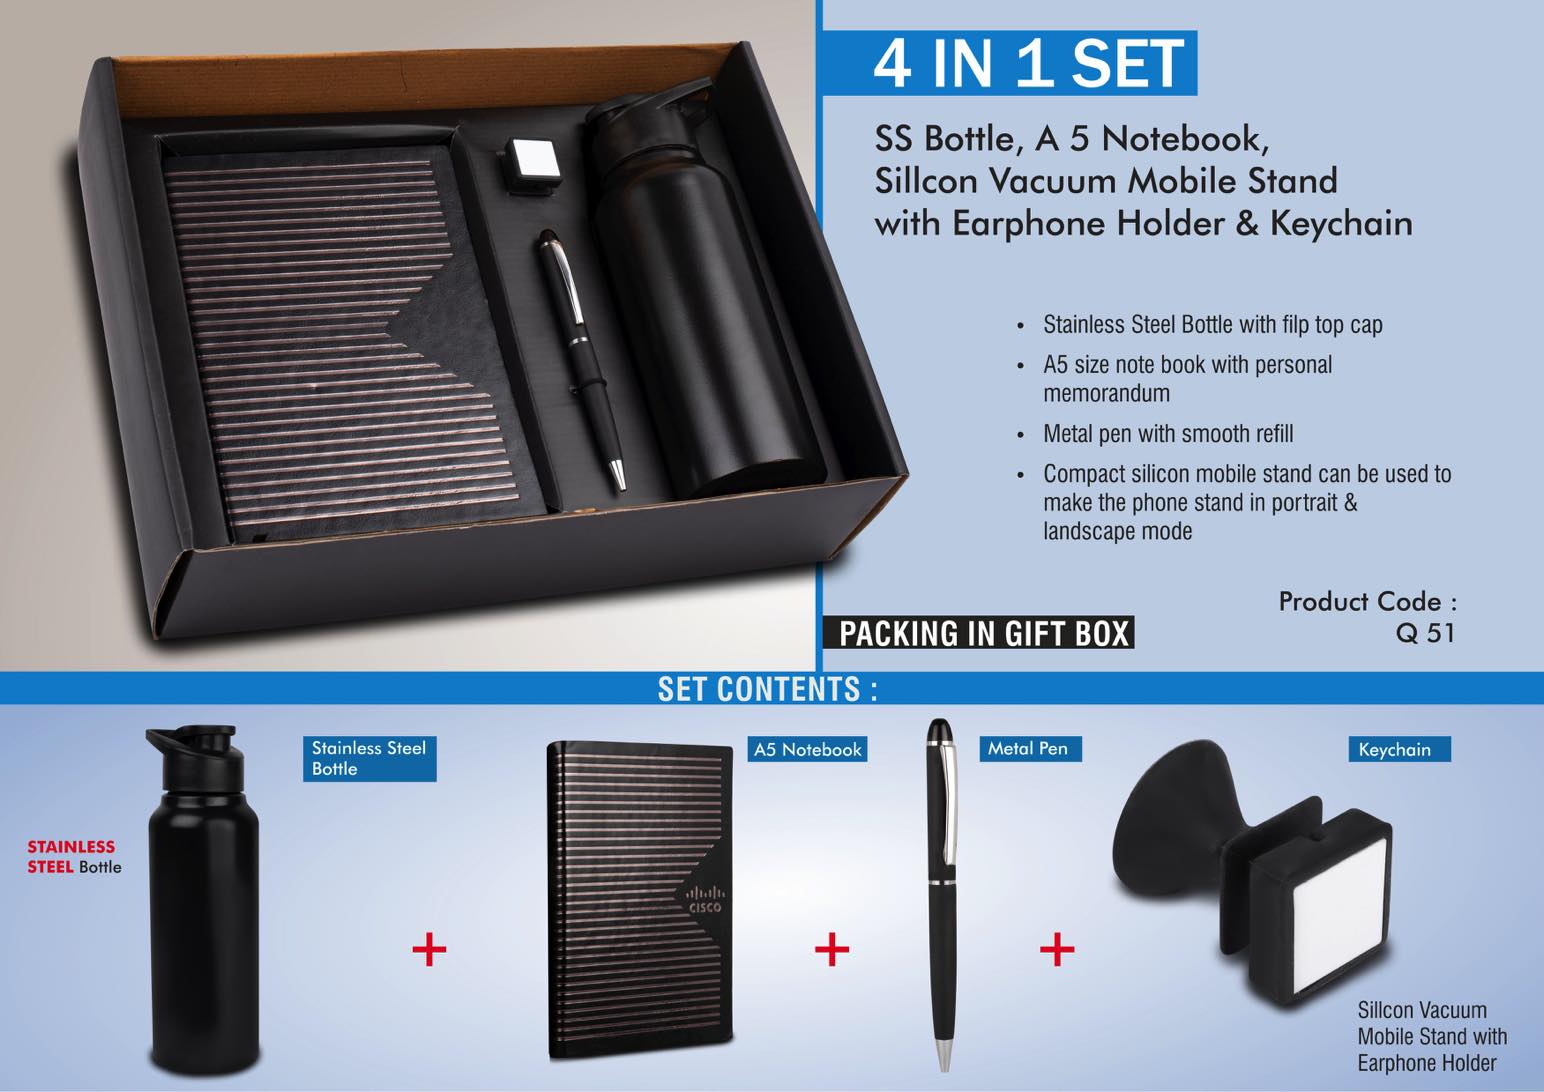 4 IN 1 SET
SS Bottle, A 5 Notebook,
Sillcon Vacuum Mobile Stand
with Earphone Holder & Keychain
• Stainless Steel Bottle with filp top cap
• A5 size note book with personal
memorandum
• Metal pen with smooth refill
• Compact silicon mobile stand can be used to
make the phone stand in portrait &
landscape mode
Product Code :
Q 51
PACKING IN GIFT BOX
SET CONTENTS :
Stainless Steel
Bottle
STAINLESS
STEEL Bottle
+
A5 Notebook
CISCO
+
Metal Pen
+
Keychain
Sillcon Vacuum
Mobile Stand with
Earphone Holder